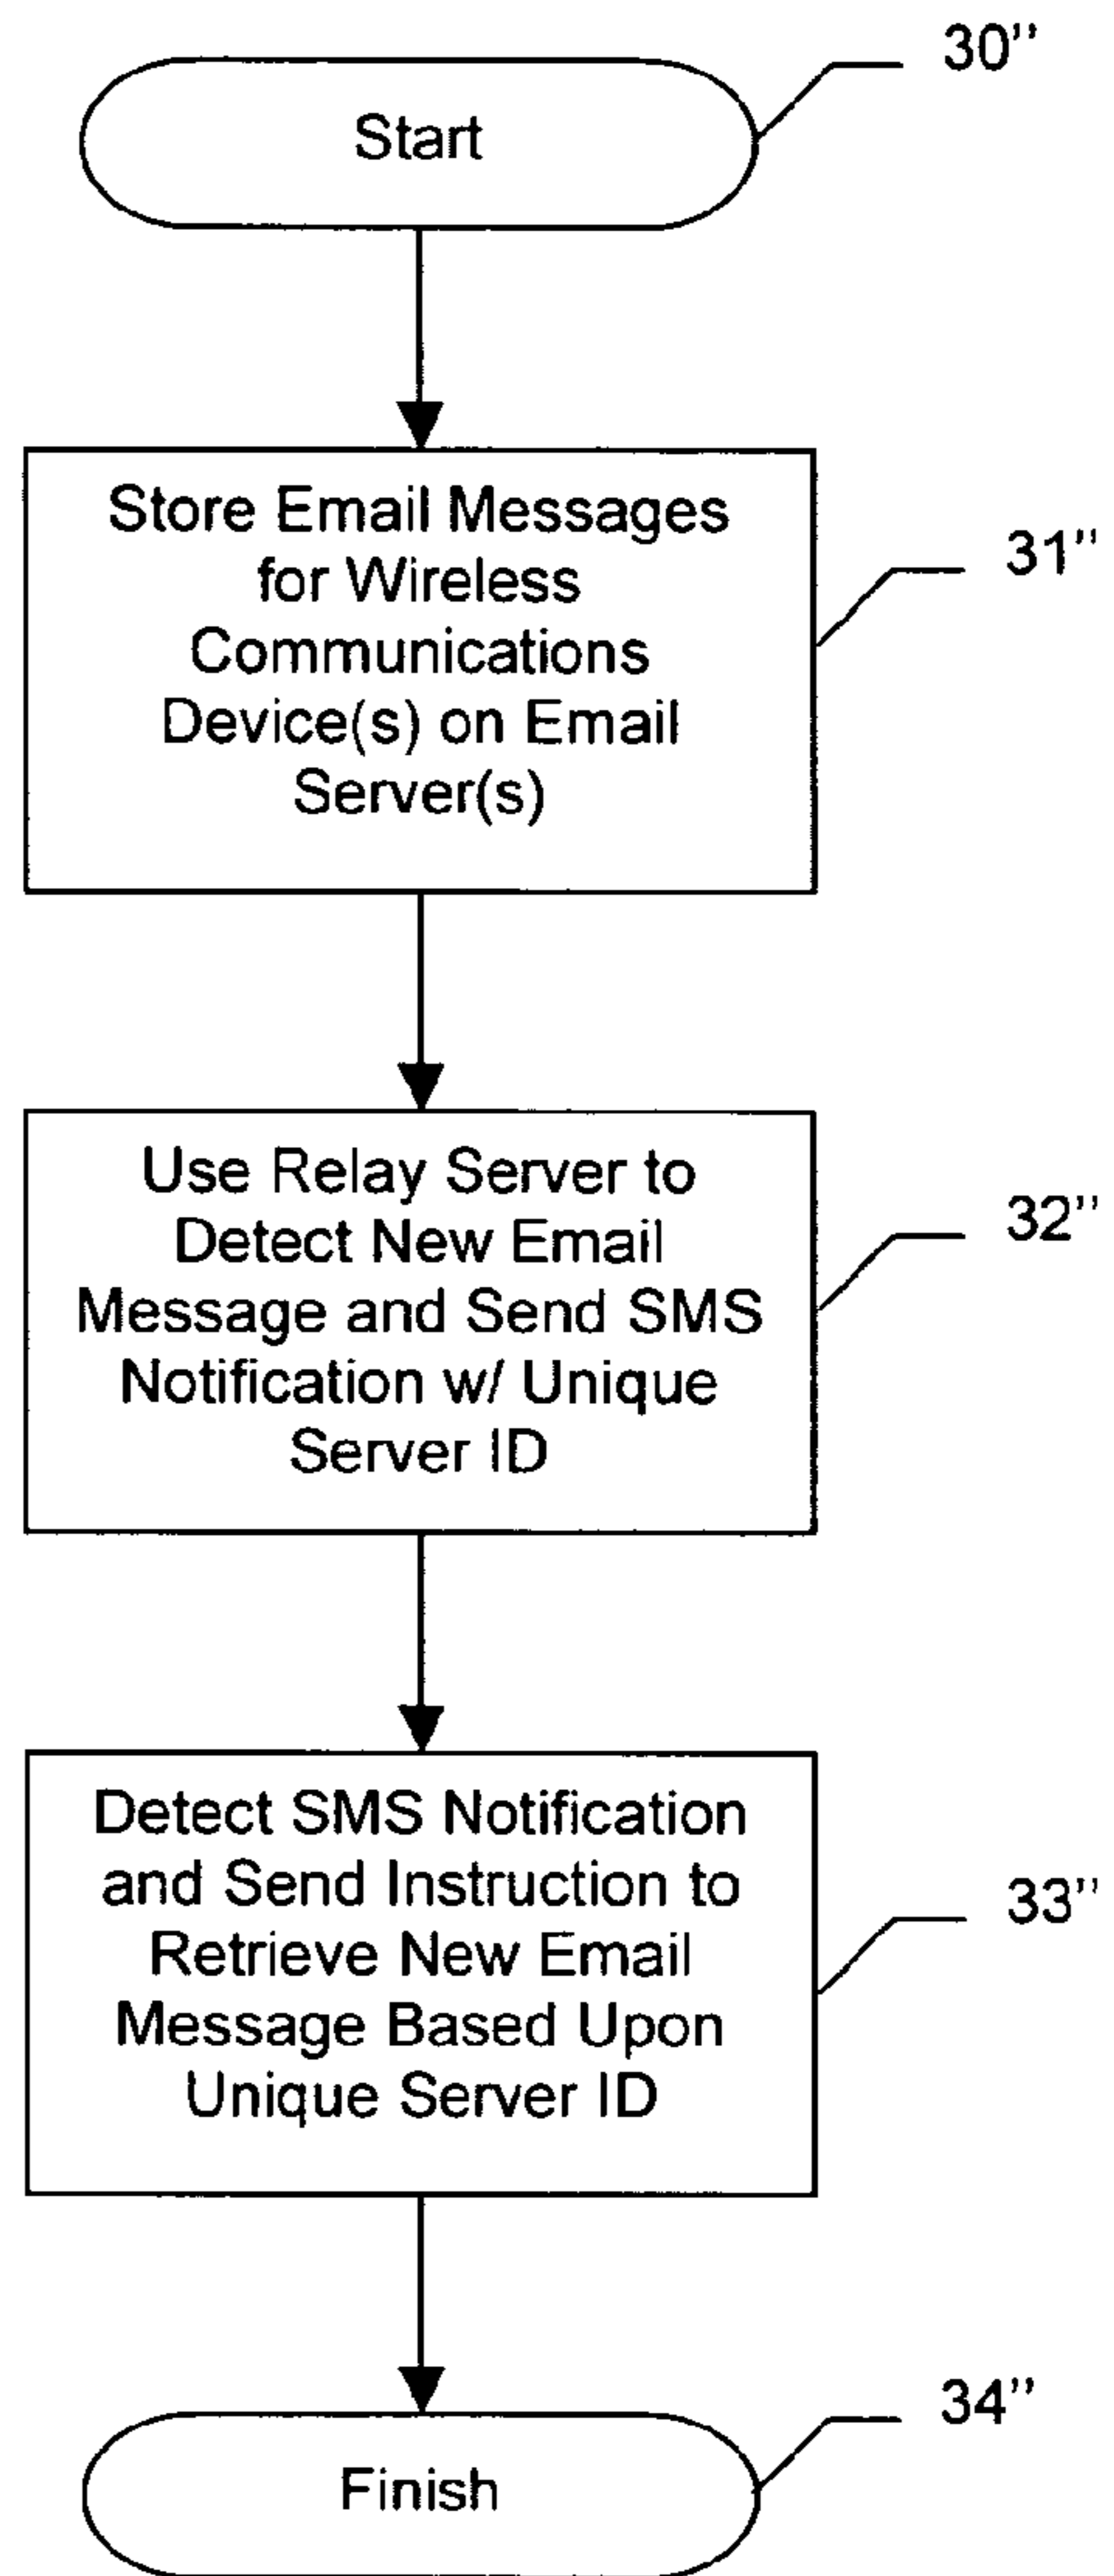 30''
Start
Store Email Messages
for Wireless
Communications
Device(s) on Email
Server(s)
31''
Use Relay Server to
Detect New Email
Message and Send SMS
Notification w/ Unique
Server ID
32''
Detect SMS Notification
and Send Instruction to
Retrieve New Email
Message Based Upon
Unique Server ID
33''
34''
Finish